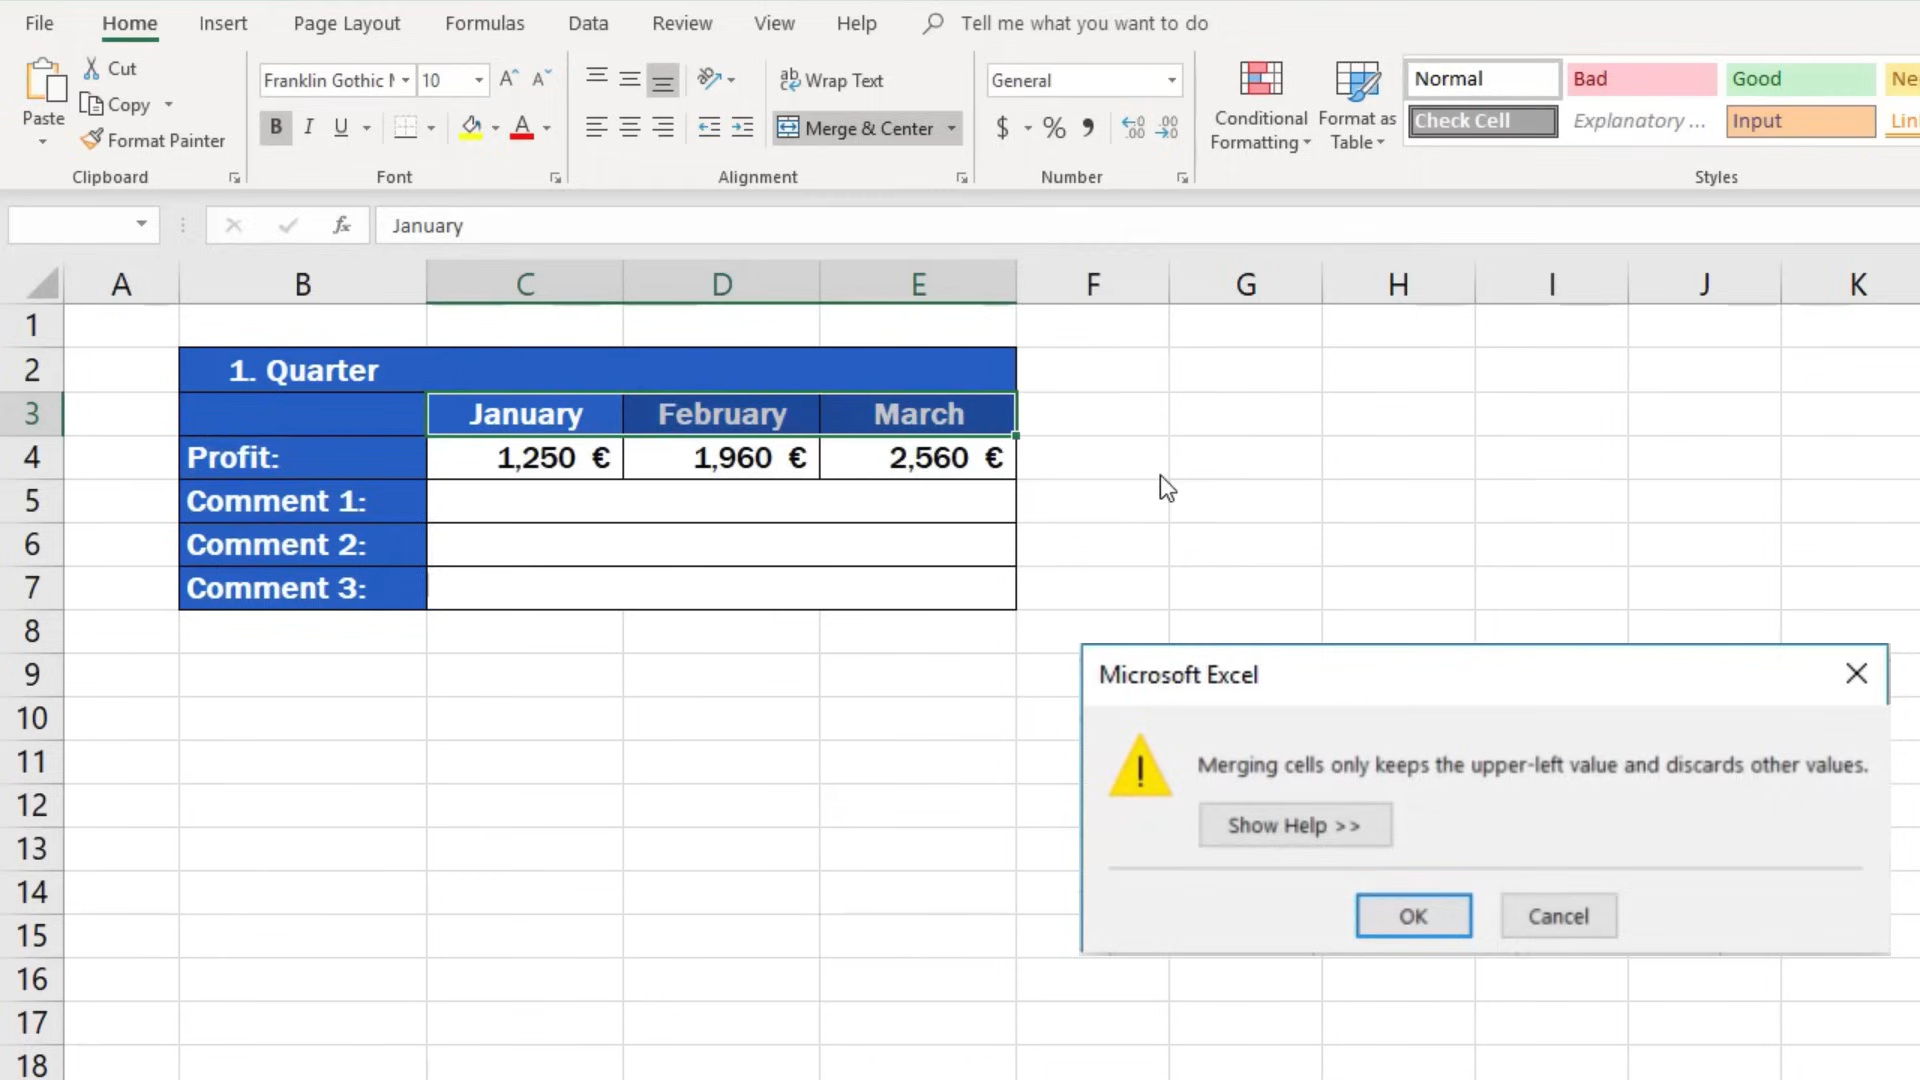 File Home Insert Page Layout Formulas Data Review View Help Tell me what you want to do
Paste
Cut
Copy
Format Painter
Clipboard
Franklin Gothic 10 A A
B I U A
Font
ab Wrap Text
Merge & Center
Alignment
General
$ % ,
Number
Conditional Formatting
Format as Table
Normal Bad Good Ne
Check Cell Explanatory ... Input Lin
Styles
fx January
A B C D E F G H I J K
1
2 1. Quarter
3 January February March
4 Profit: 1,250 € 1,960 € 2,560 €
5 Comment 1:
6 Comment 2:
7 Comment 3:
8
9
10
11
12
13
14
15
16
17
18
Microsoft Excel
Merging cells only keeps the upper-left value and discards other values.
Show Help >>
OK Cancel